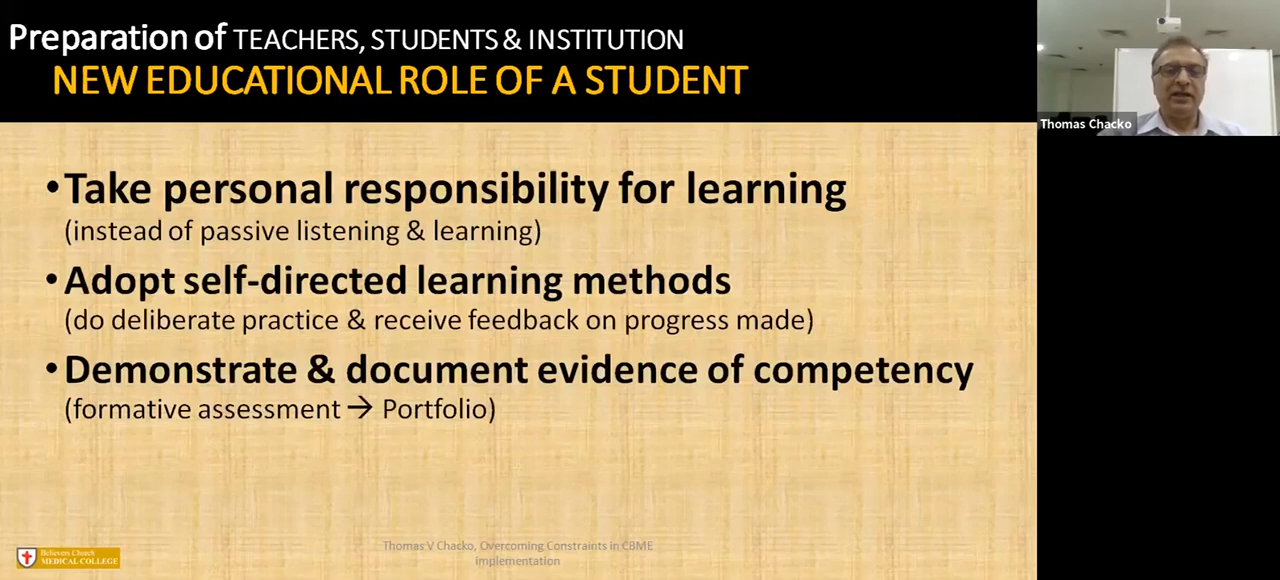 Preparation of TEACHERS, STUDENTS & INSTITUTION
NEW EDUCATIONAL ROLE OF A STUDENT
Thomas Chacko
•Take personal responsibility for learning
(instead of passive listening & learning)
•Adopt self-directed learning methods
(do deliberate practice & receive feedback on progress made)
•Demonstrate & document evidence of competency
(formative assessment → Portfolio)
Believers Church
MEDICAL COLLEGE
Thomas V Chacko, Overcoming Constraints in CBME
implementation